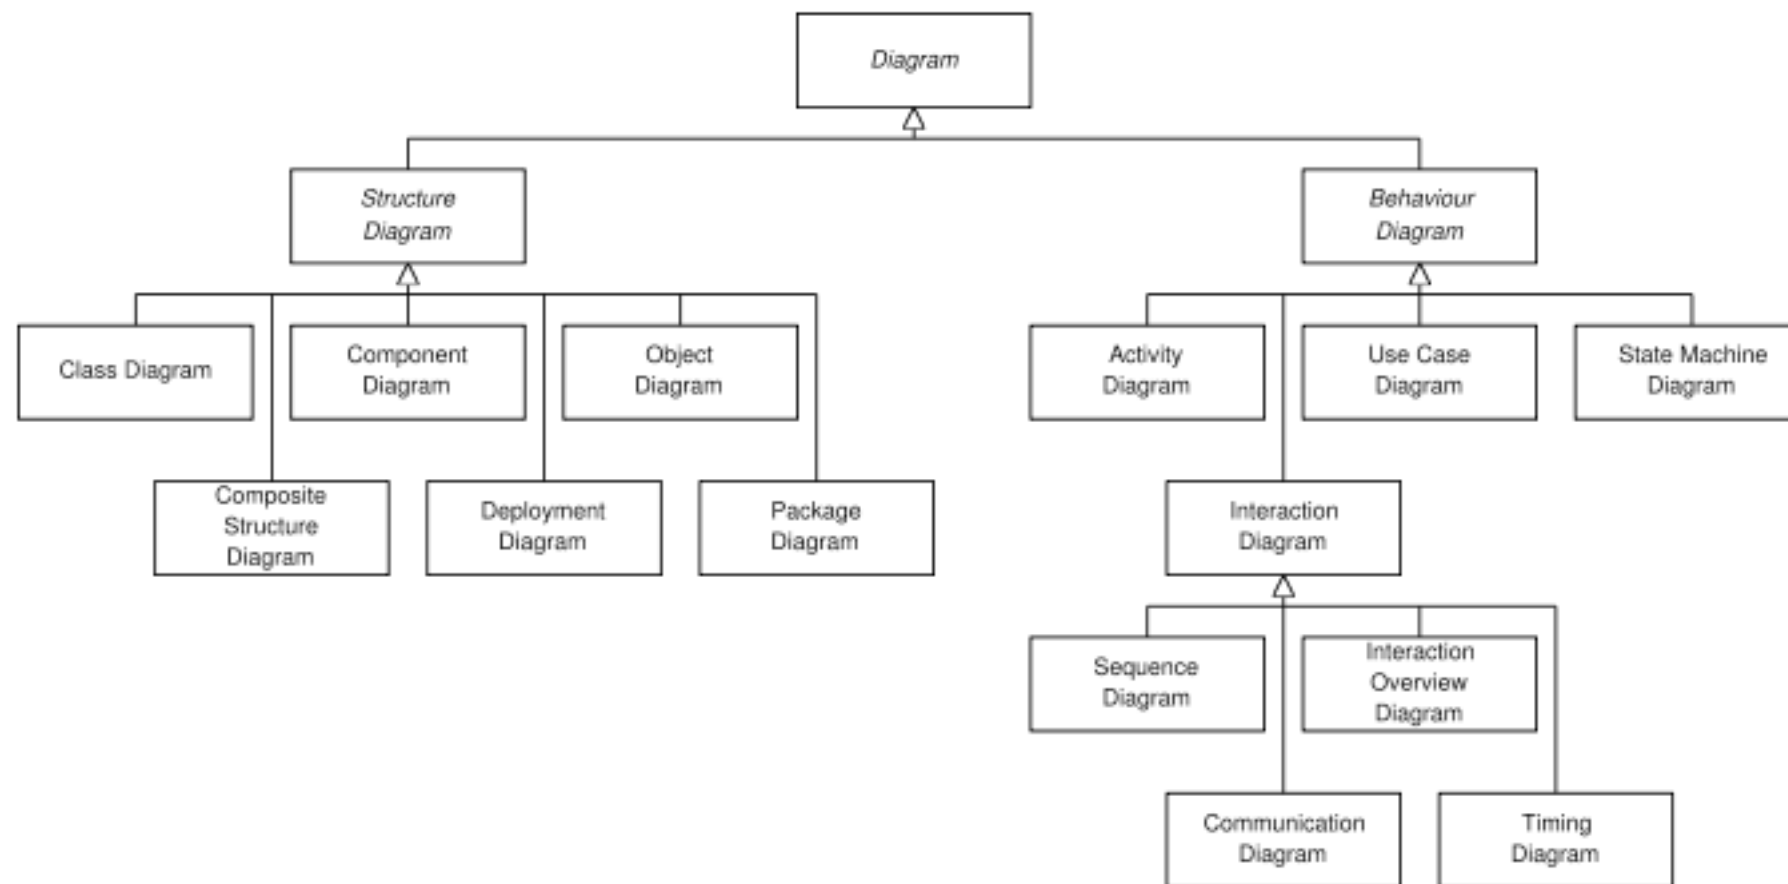 Diagram
Structure
Diagram
Behaviour
Diagram
Class Diagram
Component
Diagram
Object
Diagram
Activity
Diagram
Use Case
Diagram
State Machine
Diagram
Composite
Structure
Diagram
Deployment
Diagram
Package
Diagram
Interaction
Diagram
Sequence
Diagram
Interaction
Overview
Diagram
Communication
Diagram
Timing
Diagram